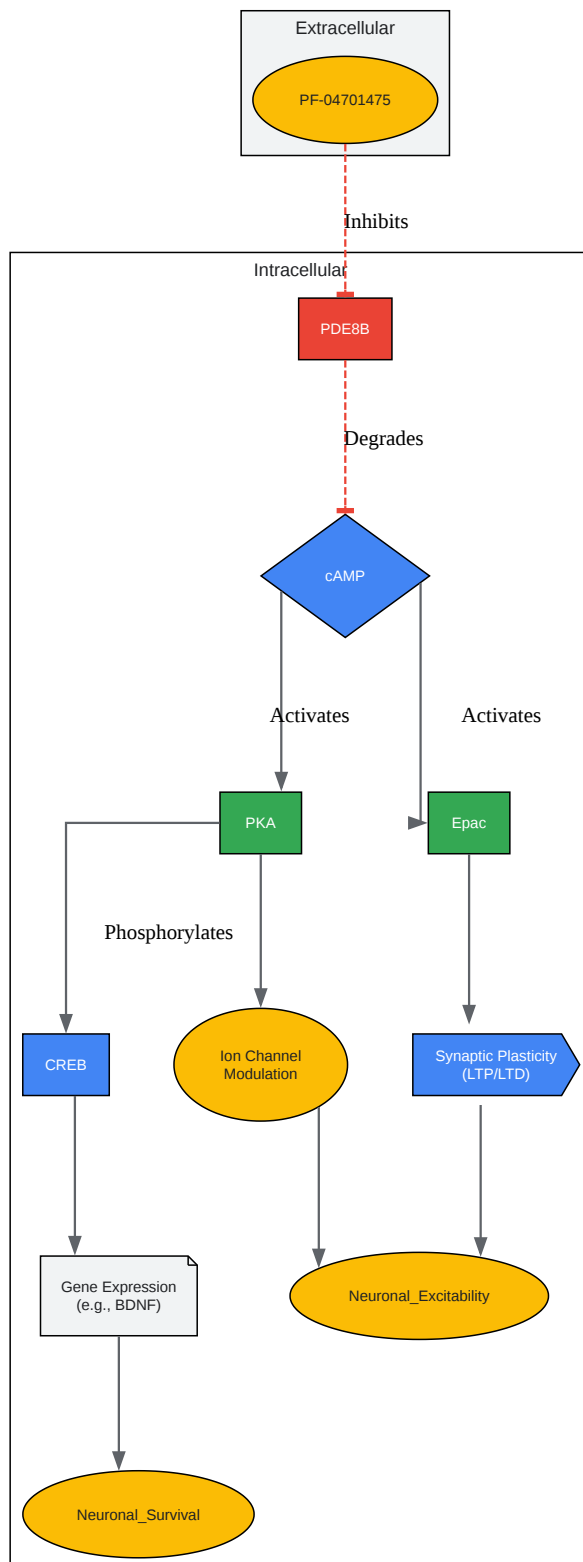 Extracellular
PF-04701475
Inhibits
Intracellular
PDE8B
Degrades
cAMP
Activates
Activates
PKA
Epac
Phosphorylates
CREB
Ion Channel
Modulation
Synaptic Plasticity
(LTP/LTD)
Gene Expression
(e.g., BDNF)
Neuronal_Excitability
Neuronal_Survival